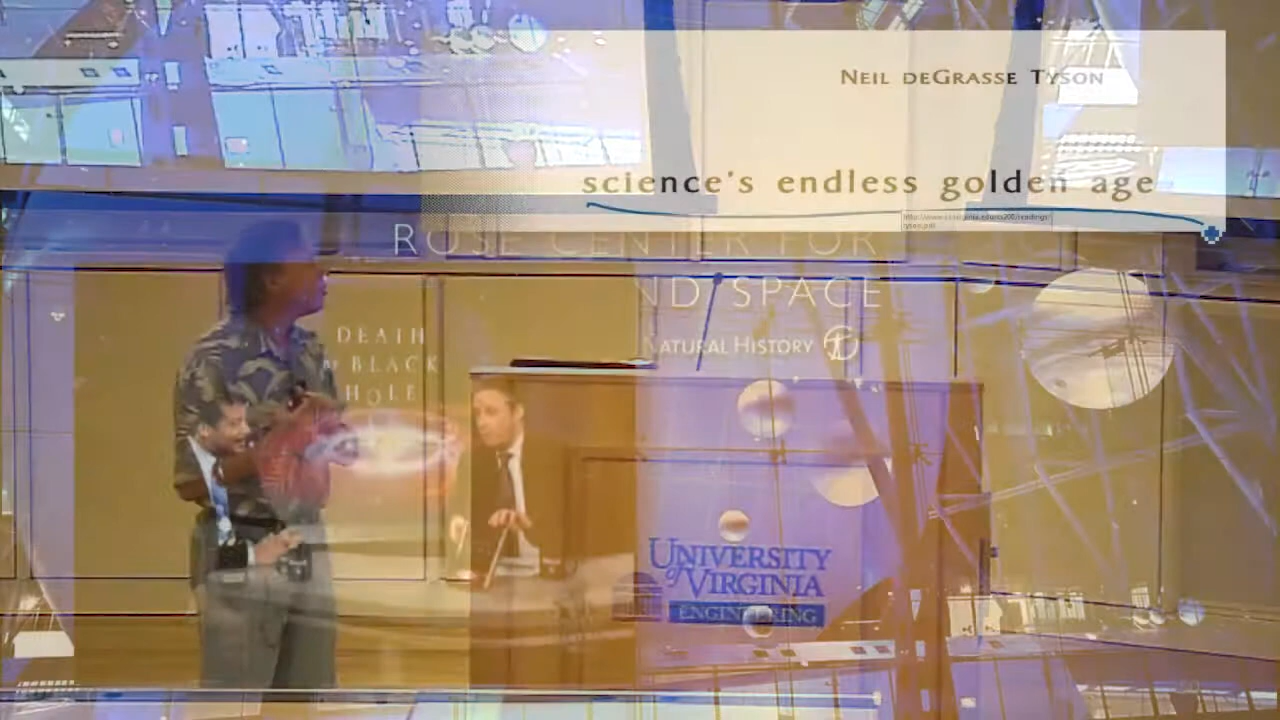 NEIL DEGRASSE TYSON
science's endless golden age
ROSE CENTER FOR
ND SPACE
NATURAL HISTORY
DEATH
BY BLACK
HOLE
UNIVERSITY
of VIRGINIA
ENGINEERING